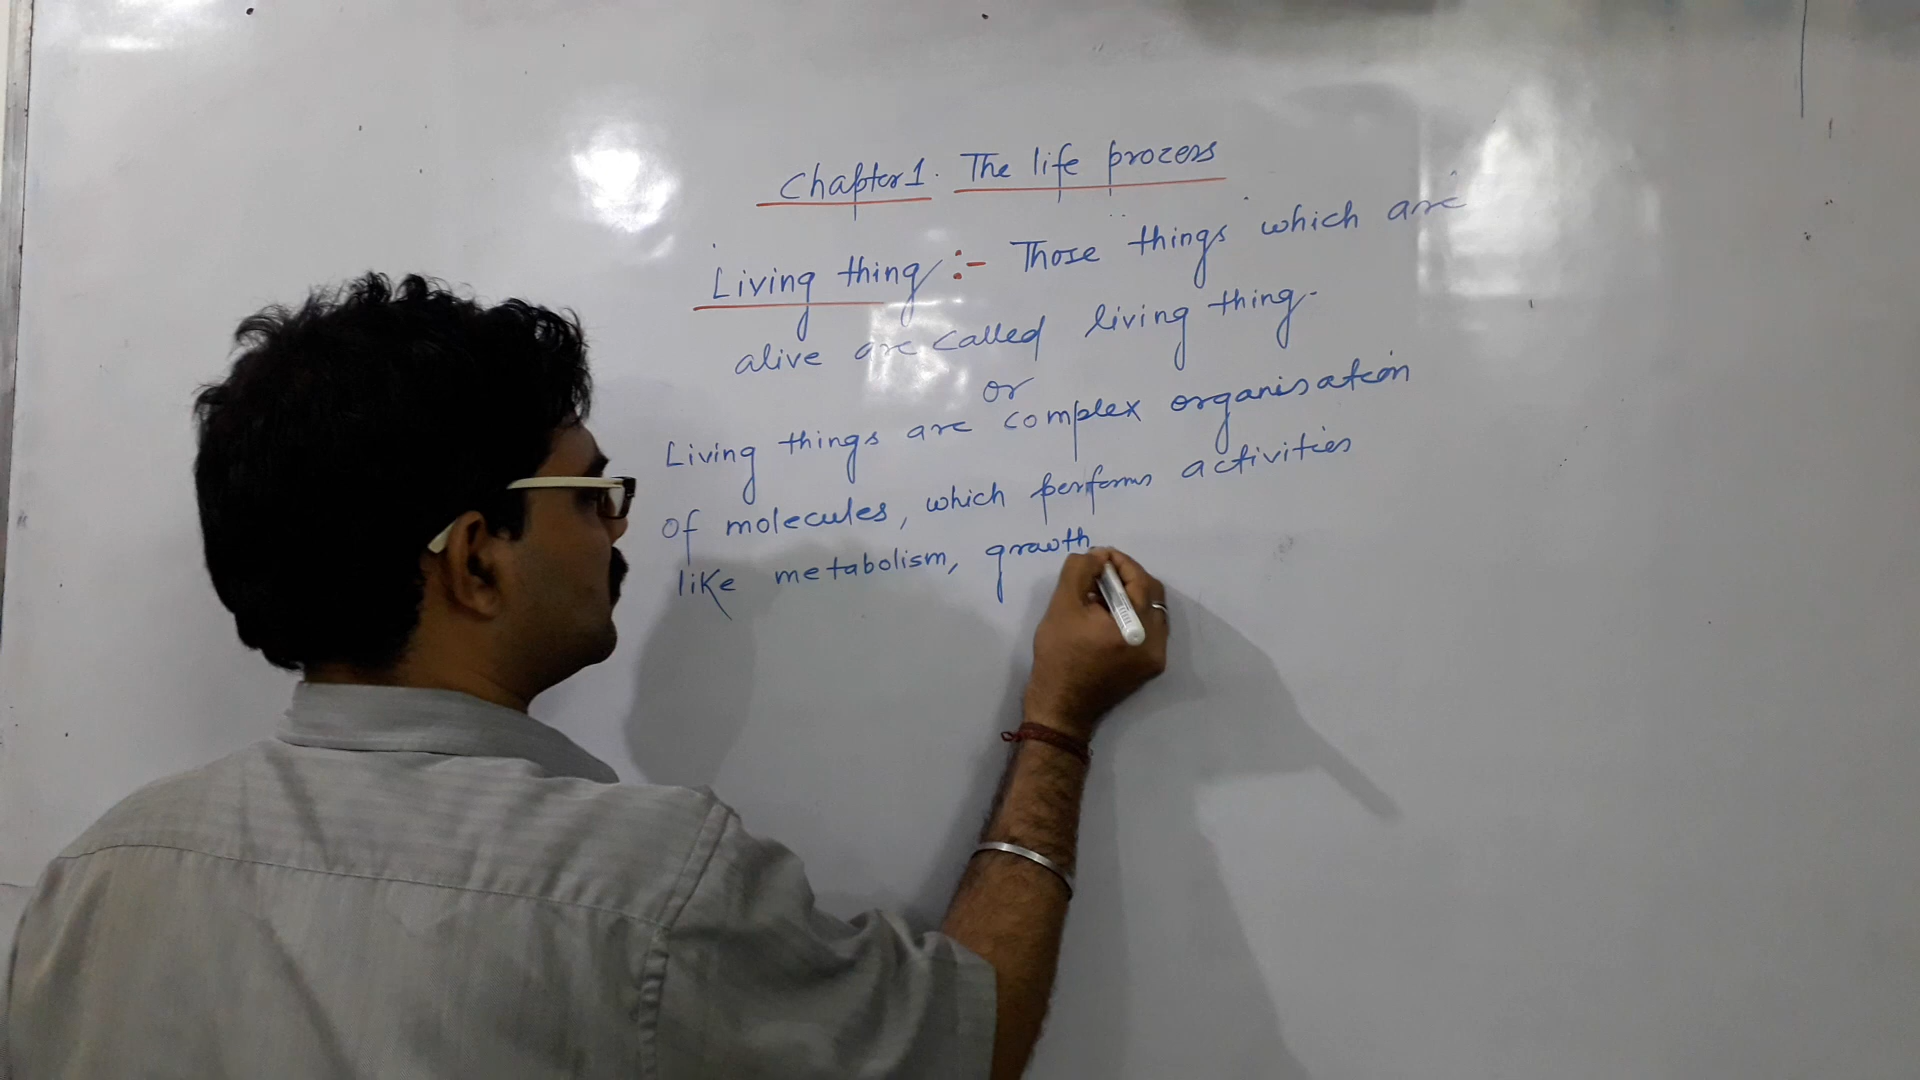 Chapter 1. The life process
Living thing :- Those things which are
alive are called living thing.
or
Living things are complex organisation
of molecules, which performs activities
like metabolism, growth